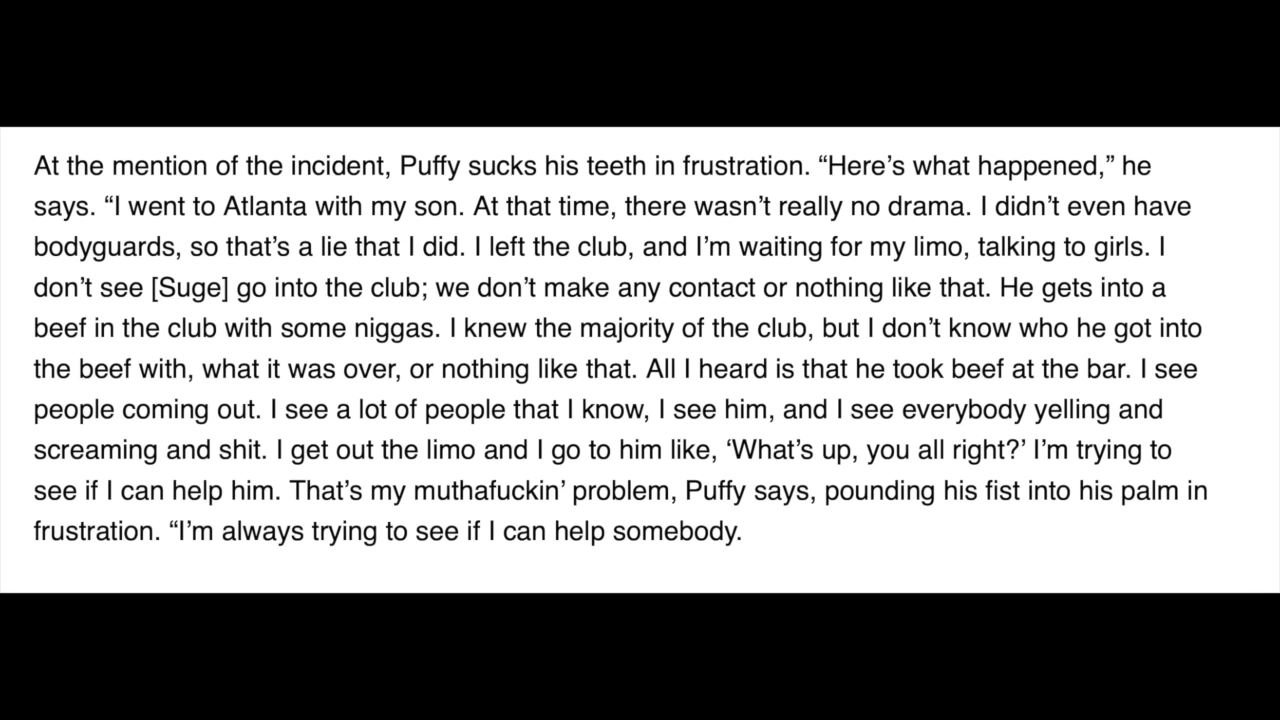 At the mention of the incident, Puffy sucks his teeth in frustration. “Here’s what happened,” he
says. “I went to Atlanta with my son. At that time, there wasn’t really no drama. I didn’t even have
bodyguards, so that’s a lie that I did. I left the club, and I’m waiting for my limo, talking to girls. I
don’t see [Suge] go into the club; we don’t make any contact or nothing like that. He gets into a
beef in the club with some niggas. I knew the majority of the club, but I don’t know who he got into
the beef with, what it was over, or nothing like that. All I heard is that he took beef at the bar. I see
people coming out. I see a lot of people that I know, I see him, and I see everybody yelling and
screaming and shit. I get out the limo and I go to him like, ‘What’s up, you all right?’ I’m trying to
see if I can help him. That’s my muthafuckin’ problem, Puffy says, pounding his fist into his palm in
frustration. “I’m always trying to see if I can help somebody.